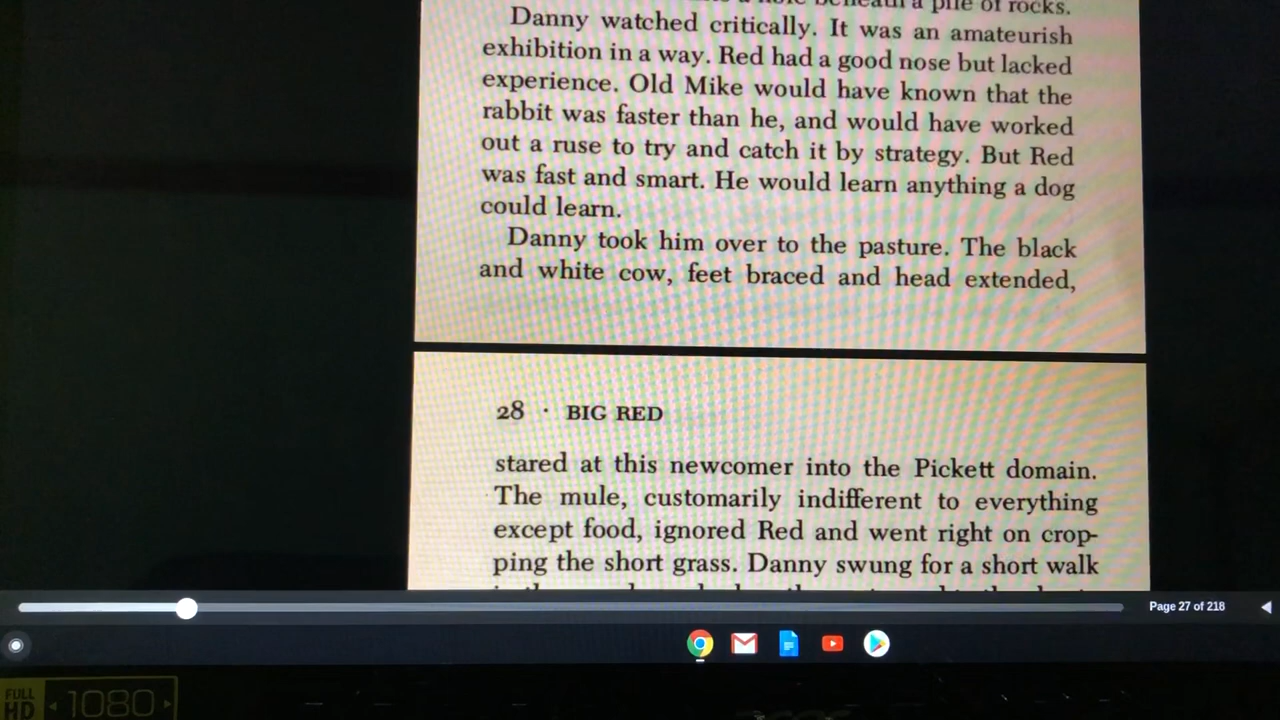 a hole beneath a pile of rocks.
Danny watched critically. It was an amateurish
exhibition in a way. Red had a good nose but lacked
experience. Old Mike would have known that the
rabbit was faster than he, and would have worked
out a ruse to try and catch it by strategy. But Red
was fast and smart. He would learn anything a dog
could learn.
Danny took him over to the pasture. The black
and white cow, feet braced and head extended,
28 · BIG RED
stared at this newcomer into the Pickett domain.
The mule, customarily indifferent to everything
except food, ignored Red and went right on crop-
ping the short grass. Danny swung for a short walk
Page 27 of 218
FULL HD 1080